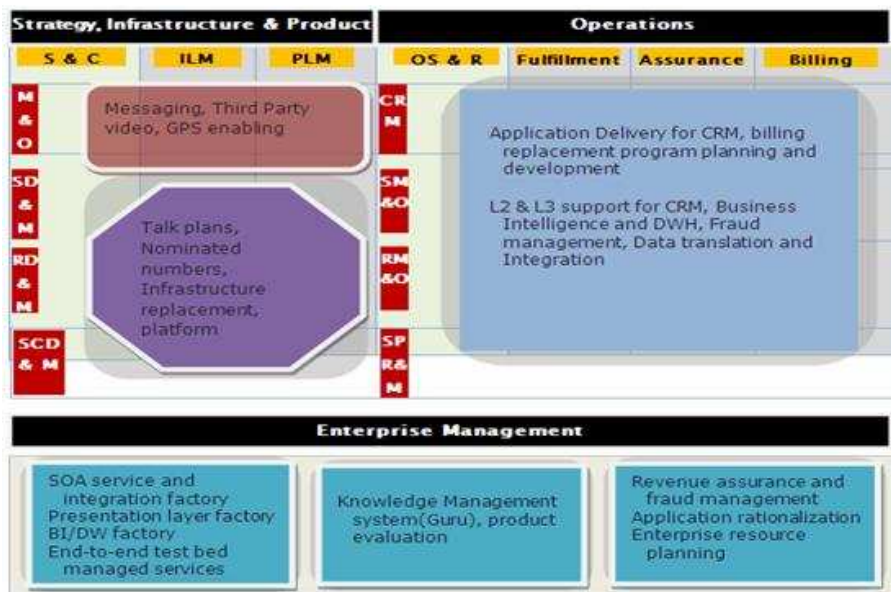 Strategy, Infrastructure & Product
Operations
S & C
ILM
PLM
OS & R
Fulfillment
Assurance
Billing
M
&
O
Messaging, Third Party
video, GPS enabling
SD
&
M
RD
&
M
Talk plans,
Nominated
numbers,
Infrastructure
replacement,
platform
SCD
& M
CR
M
SM
&O
RM
&O
SP
R&
M
Application Delivery for CRM, billing
replacement program planning and
development
L2 & L3 support for CRM, Business
Intelligence and DWH, Fraud
management, Data translation and
Integration
Enterprise Management
SOA service and
integration factory
Presentation layer factory
BI/DW factory
End-to-end test bed
managed services
Knowledge Management
system(Guru), product
evaluation
Revenue assurance and
fraud management
Application rationalization
Enterprise resource
planning